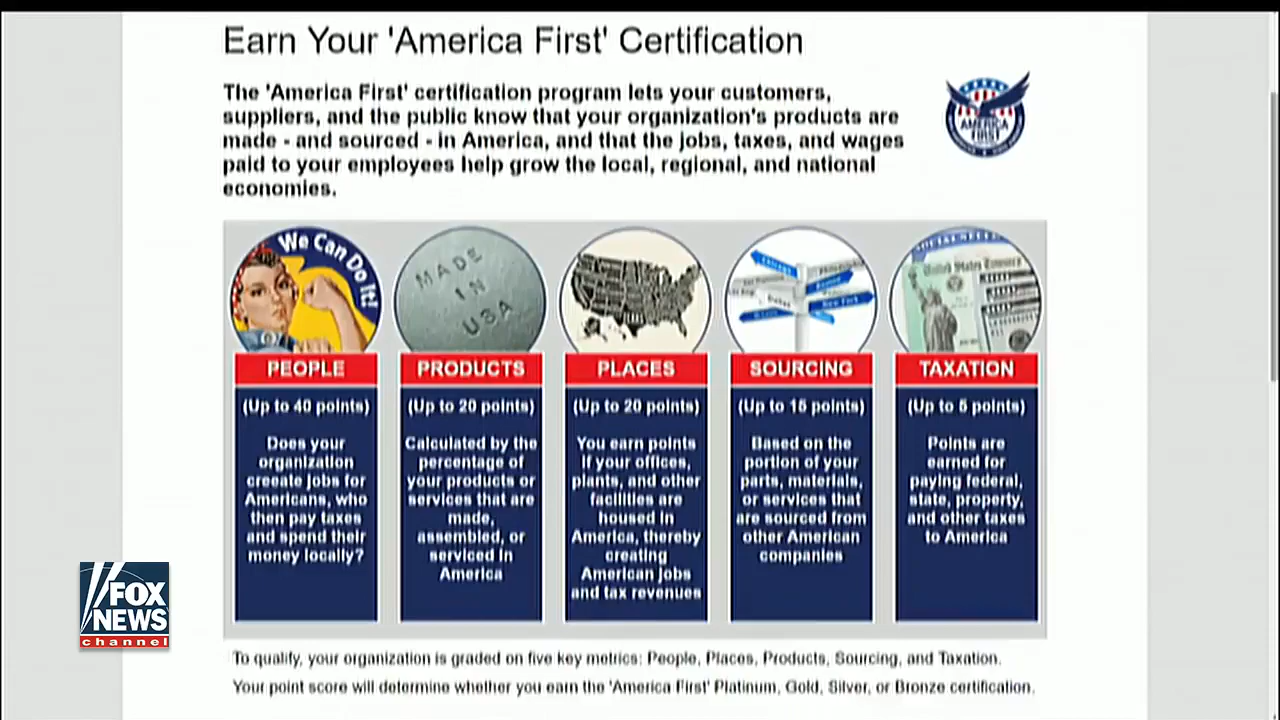 Earn Your 'America First' Certification
The 'America First' certification program lets your customers,
suppliers, and the public know that your organization's products are
made - and sourced - in America, and that the jobs, taxes, and wages
paid to your employees help grow the local, regional, and national
economies.
AMERICA
FIRST
We Can Do It!
MADE
IN
USA
PEOPLE
(Up to 40 points)
Does your
organization
creeate jobs for
Americans, who
then pay taxes
and spend their
money locally?
PRODUCTS
(Up to 20 points)
Calculated by the
percentage of
your products or
services that are
made,
assembled, or
serviced in
America
PLACES
(Up to 20 points)
You earn points
if your offices,
plants, and other
facilities are
housed in
America, thereby
creating
American jobs
and tax revenues
SOURCING
(Up to 15 points)
Based on the
portion of your
parts, materials,
or services that
are sourced from
other American
companies
TAXATION
(Up to 5 points)
Points are
earned for
paying federal,
state, property,
and other taxes
to America
To qualify, your organization is graded on five key metrics: People, Places, Products, Sourcing, and Taxation.
Your point score will determine whether you earn the 'America First' Platinum, Gold, Silver, or Bronze certification.
FOX
NEWS
channel